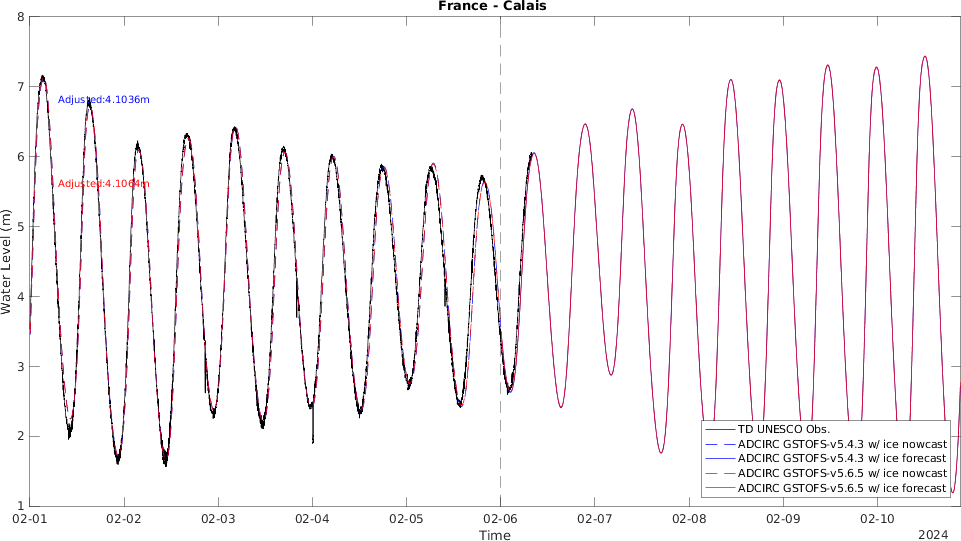 France - Calais
8
7
6
5
4
3
2
1
Water Level (m)
Adjusted:4.1036m
Adjusted:4.1064m
TD UNESCO Obs.
ADCIRC GSTOFS-v5.4.3 w/ ice nowcast
ADCIRC GSTOFS-v5.4.3 w/ ice forecast
ADCIRC GSTOFS-v5.6.5 w/ ice nowcast
ADCIRC GSTOFS-v5.6.5 w/ ice forecast
02-01 02-02 02-03 02-04 02-05 02-06 02-07 02-08 02-09 02-10
Time
2024